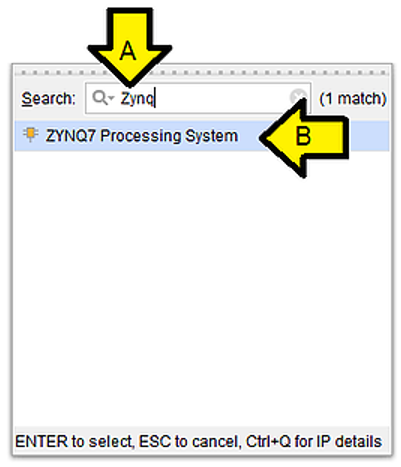 A
Search: Zynq (1 match)
ZYNQ7 Processing System B
ENTER to select, ESC to cancel, Ctrl+Q for IP details